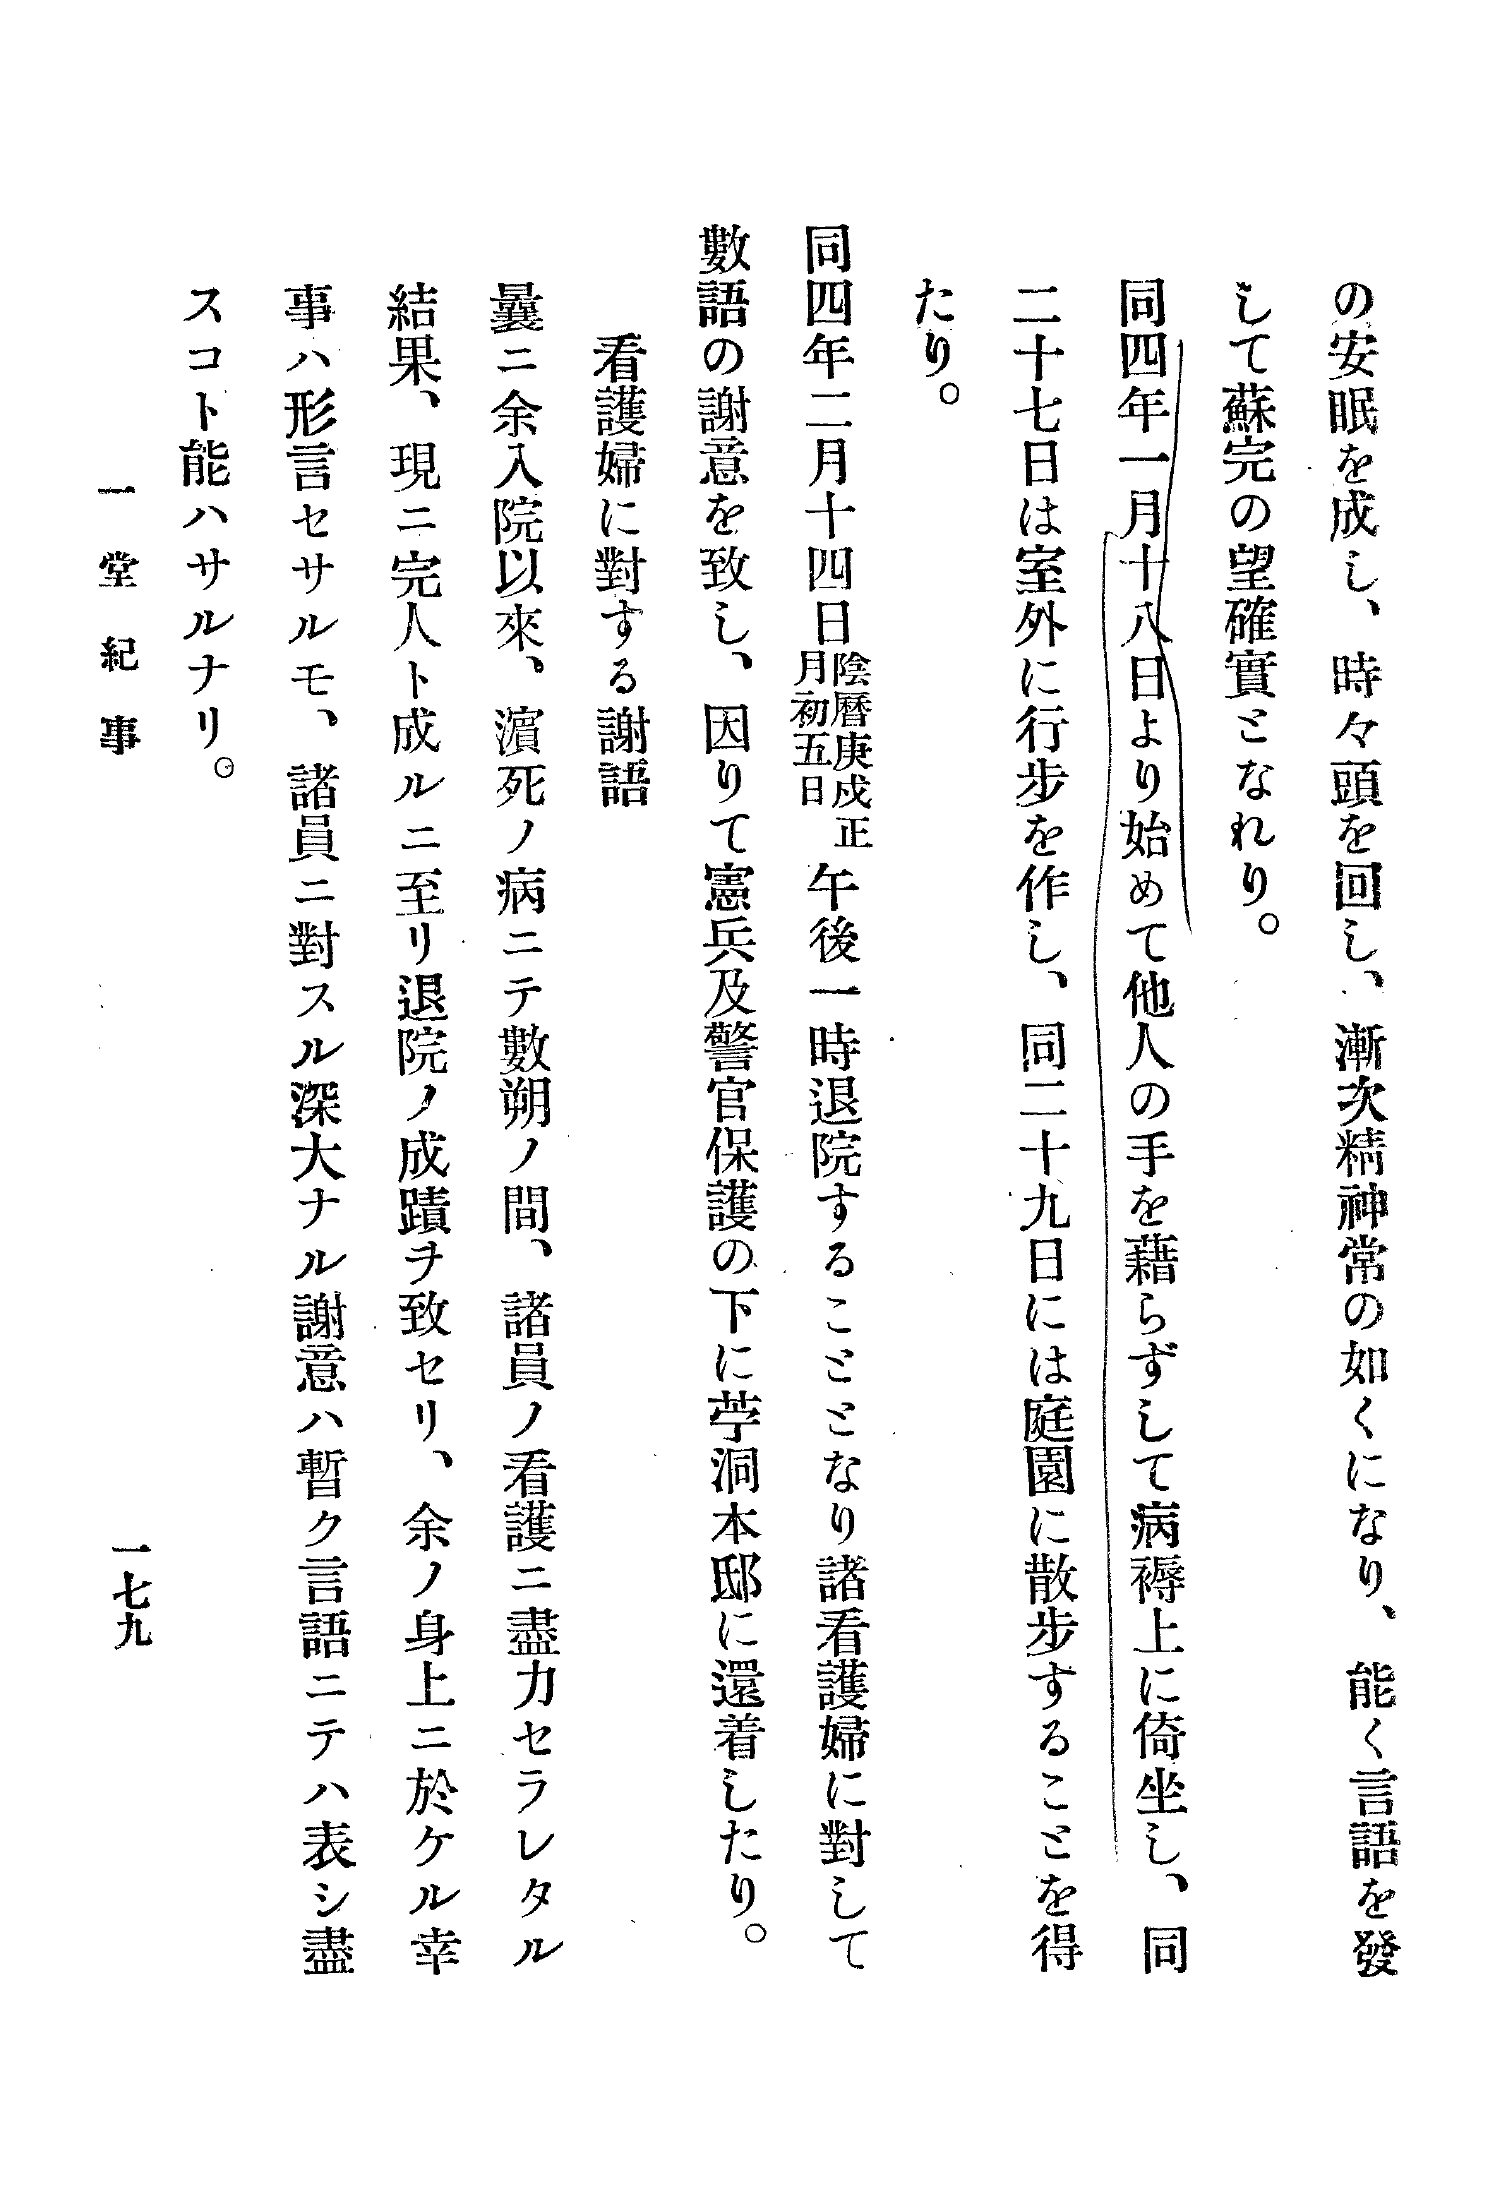 の安眠を成し、時々頭を回し、漸次精神常の如くになり、能く言語を發
して蘇完の望確實となれり。
同四年一月十八日より始めて他人の手を藉らずして病褥上に倚坐し、同
二十七日は室外に行步を作し、同二十九日には庭園に散步することを得
たり。
同四年二月十四日陰曆庚戌正月初五日午後一時退院することとなり諸看護婦に對して
數語の謝意を致し、因りて憲兵及警官保護の下に苧洞本邸に還着したり。
看護婦に對する謝語
曩ニ余入院以來、濵死ノ病ニテ數朔ノ間、諸員ノ看護ニ盡力セラレタル
結果、現ニ完人ト成ルニ至リ退院ノ成蹟ヲ致セリ、余ノ身上ニ於ケル幸
事ハ形言セサルモ、諸員ニ對スル深大ナル謝意ハ暫ク言語ニテハ表シ盡
スコト能ハサルナリ。
一堂紀事
一七九